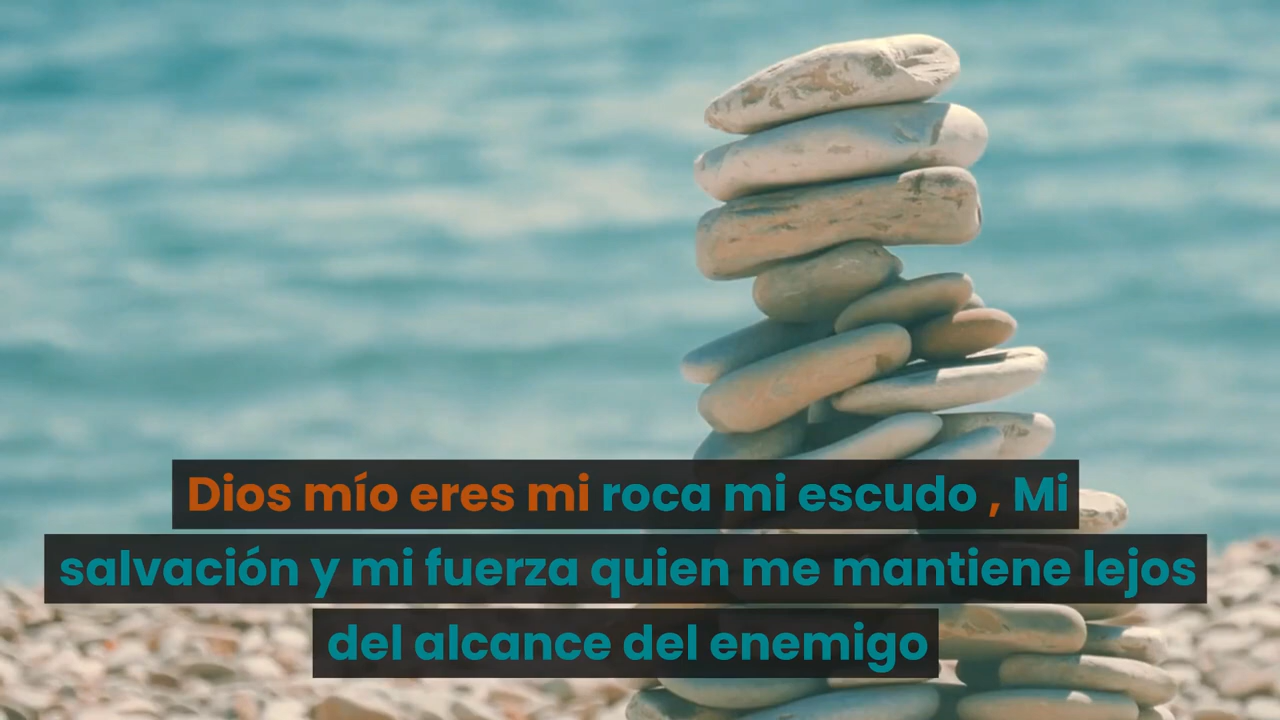 Dios mío eres mi roca mi escudo , Mi
salvación y mi fuerza quien me mantiene lejos
del alcance del enemigo